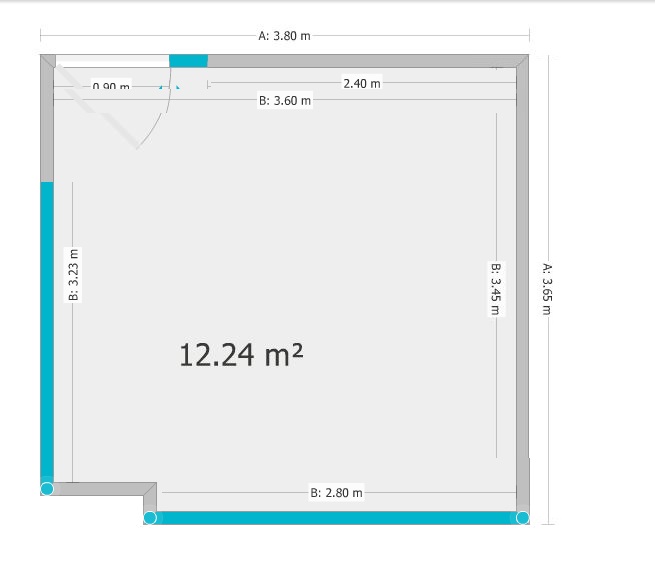 A: 3.80 m
0.90 m
2.40 m
B: 3.60 m
B: 3.23 m
B: 3.45 m
A: 3.65 m
12.24 m²
B: 2.80 m